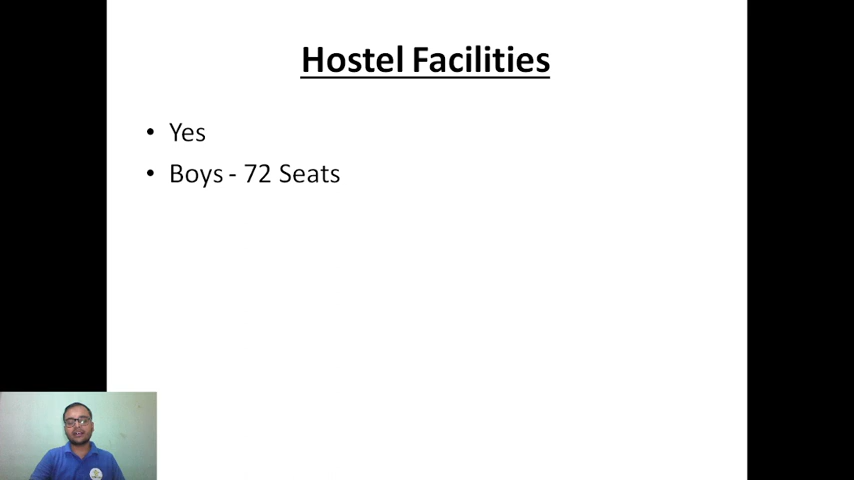 Hostel Facilities
• Yes
• Boys - 72 Seats